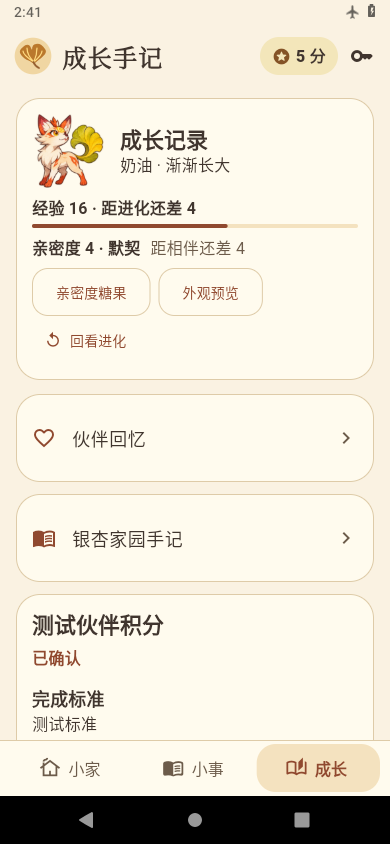 2:41
成长手记
5 分
成长记录
奶油 · 渐渐长大
经验 16 · 距进化还差 4
亲密度 4 · 默契 距相伴还差 4
亲密度糖果
外观预览
回看进化
伙伴回忆
银杏家园手记
测试伙伴积分
已确认
完成标准
测试标准
小家
小事
成长